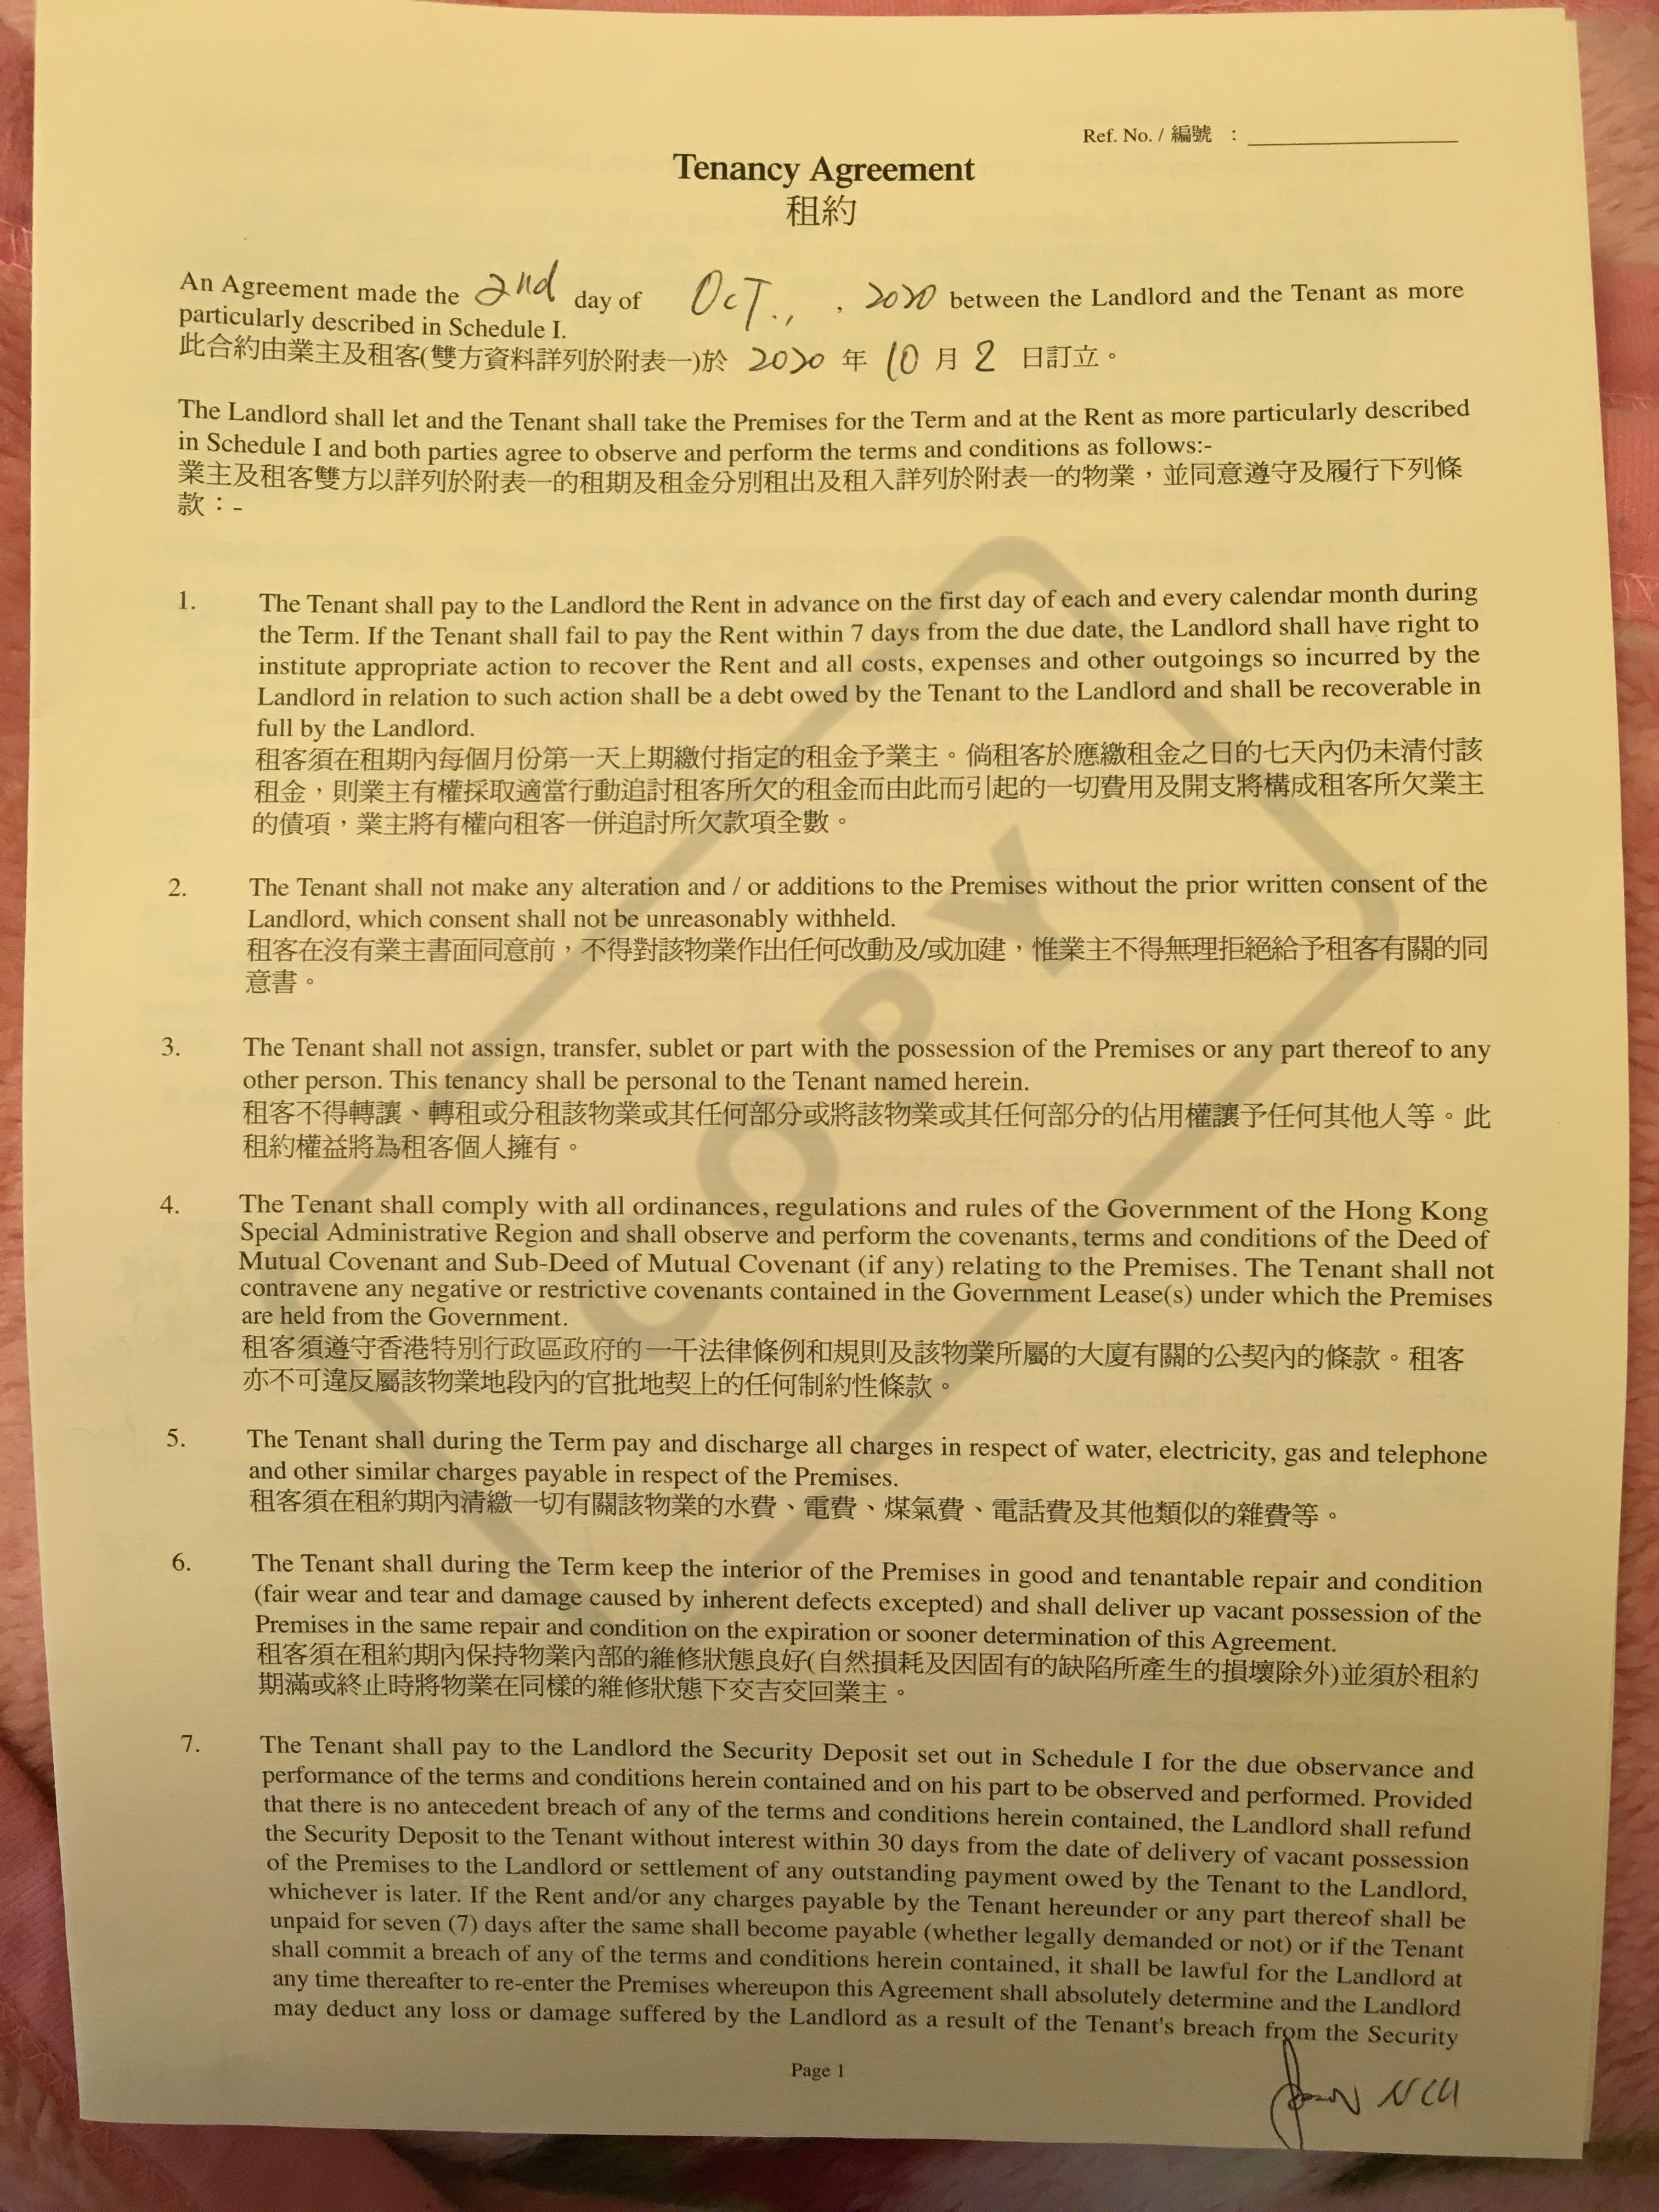 Ref. No. / 編號 ：
Tenancy Agreement
租約
An Agreement made the 2nd day of Oct., , 2020 between the Landlord and the Tenant as more
particularly described in Schedule I.
此合約由業主及租客(雙方資料詳列於附表一)於 2020 年 10 月 2 日訂立。
The Landlord shall let and the Tenant shall take the Premises for the Term and at the Rent as more particularly described
in Schedule I and both parties agree to observe and perform the terms and conditions as follows:-
業主及租客雙方以詳列於附表一的租期及租金分別租出及租入詳列於附表一的物業，並同意遵守及履行下列條
款：-
1. The Tenant shall pay to the Landlord the Rent in advance on the first day of each and every calendar month during
the Term. If the Tenant shall fail to pay the Rent within 7 days from the due date, the Landlord shall have right to
institute appropriate action to recover the Rent and all costs, expenses and other outgoings so incurred by the
Landlord in relation to such action shall be a debt owed by the Tenant to the Landlord and shall be recoverable in
full by the Landlord.
租客須在租期內每個月份第一天上期繳付指定的租金予業主。倘租客於應繳租金之日的七天內仍未清付該
租金，則業主有權採取適當行動追討租客所欠的租金而由此而引起的一切費用及開支將構成租客所欠業主
的債項，業主將有權向租客一併追討所欠款項全數。
2. The Tenant shall not make any alteration and / or additions to the Premises without the prior written consent of the
Landlord, which consent shall not be unreasonably withheld.
租客在沒有業主書面同意前，不得對該物業作出任何改動及/或加建，惟業主不得無理拒絕給予租客有關的同
意書。
3. The Tenant shall not assign, transfer, sublet or part with the possession of the Premises or any part thereof to any
other person. This tenancy shall be personal to the Tenant named herein.
租客不得轉讓、轉租或分租該物業或其任何部分或將該物業或其任何部分的佔用權讓予任何其他人等。此
租約權益將為租客個人擁有。
4. The Tenant shall comply with all ordinances, regulations and rules of the Government of the Hong Kong
Special Administrative Region and shall observe and perform the covenants, terms and conditions of the Deed of
Mutual Covenant and Sub-Deed of Mutual Covenant (if any) relating to the Premises. The Tenant shall not
contravene any negative or restrictive covenants contained in the Government Lease(s) under which the Premises
are held from the Government.
租客須遵守香港特別行政區政府的一干法律條例和規則及該物業所屬的大廈有關的公契內的條款。租客
亦不可違反屬該物業地段內的官批地契上的任何制約性條款。
5. The Tenant shall during the Term pay and discharge all charges in respect of water, electricity, gas and telephone
and other similar charges payable in respect of the Premises.
租客須在租約期內清繳一切有關該物業的水費、電費、煤氣費、電話費及其他類似的雜費等。
6. The Tenant shall during the Term keep the interior of the Premises in good and tenantable repair and condition
(fair wear and tear and damage caused by inherent defects excepted) and shall deliver up vacant possession of the
Premises in the same repair and condition on the expiration or sooner determination of this Agreement.
租客須在租約期內保持物業內部的維修狀態良好(自然損耗及因固有的缺陷所產生的損壞除外)並須於租約
期滿或終止時將物業在同樣的維修狀態下交吉交回業主。
7. The Tenant shall pay to the Landlord the Security Deposit set out in Schedule I for the due observance and
performance of the terms and conditions herein contained and on his part to be observed and performed. Provided
that there is no antecedent breach of any of the terms and conditions herein contained, the Landlord shall refund
the Security Deposit to the Tenant without interest within 30 days from the date of delivery of vacant possession
of the Premises to the Landlord or settlement of any outstanding payment owed by the Tenant to the Landlord,
whichever is later. If the Rent and/or any charges payable by the Tenant hereunder or any part thereof shall be
unpaid for seven (7) days after the same shall become payable (whether legally demanded or not) or if the Tenant
shall commit a breach of any of the terms and conditions herein contained, it shall be lawful for the Landlord at
any time thereafter to re-enter the Premises whereupon this Agreement shall absolutely determine and the Landlord
may deduct any loss or damage suffered by the Landlord as a result of the Tenant's breach from the Security
Page 1
COPY